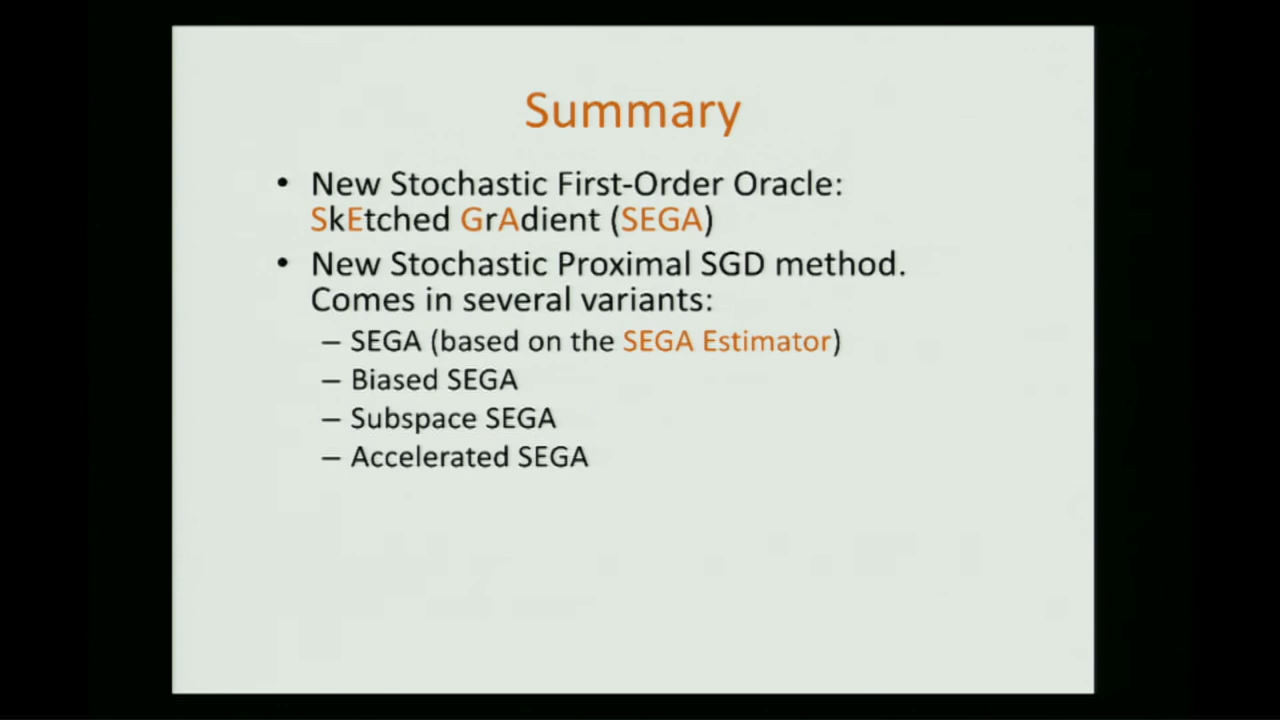 Summary
• New Stochastic First-Order Oracle:
SkEtched GrAdient (SEGA)
• New Stochastic Proximal SGD method.
Comes in several variants:
– SEGA (based on the SEGA Estimator)
– Biased SEGA
– Subspace SEGA
– Accelerated SEGA